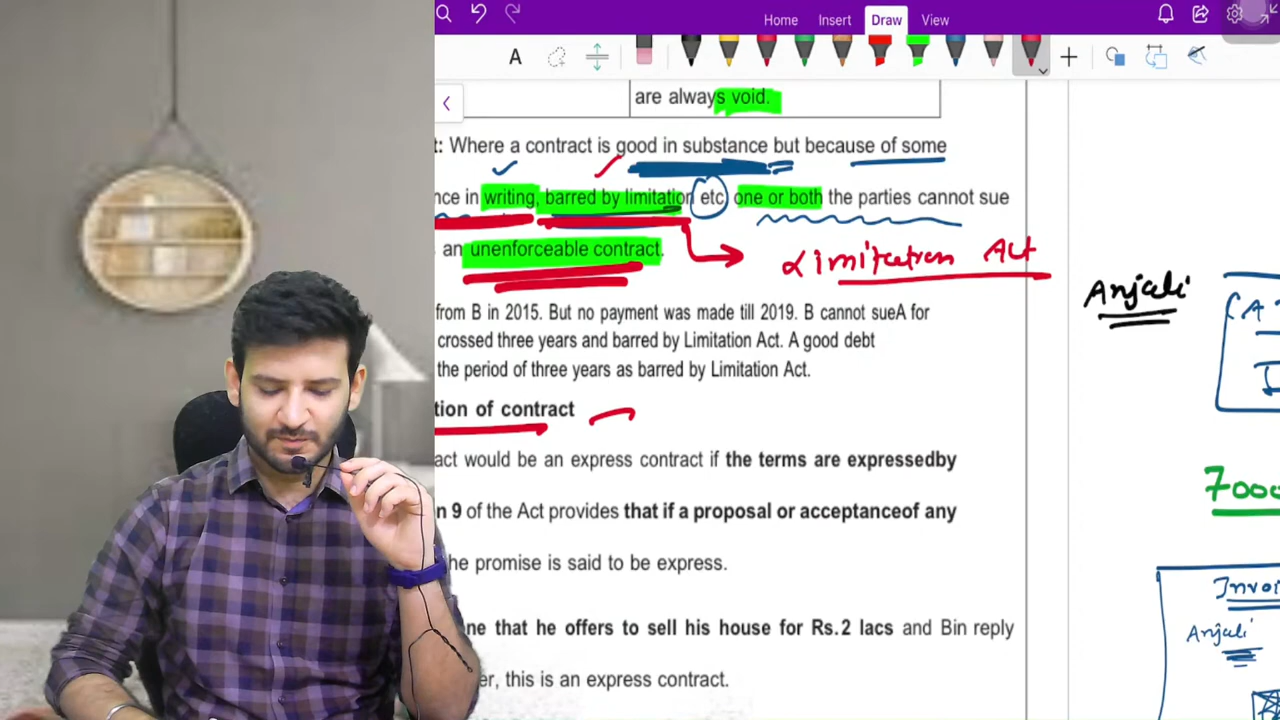 Home Insert Draw View
A
are always void.
t: Where a contract is good in substance but because of some
nce in writing, barred by limitation etc one or both the parties cannot sue
an unenforceable contract.
Limitation Act
Anjali
(A
I
from B in 2015. But no payment was made till 2019. B cannot sueA for
crossed three years and barred by Limitation Act. A good debt
the period of three years as barred by Limitation Act.
tion of contract
act would be an express contract if the terms are expressedby
7000
n 9 of the Act provides that if a proposal or acceptanceof any
he promise is said to be express.
Invoi
Anjali
ne that he offers to sell his house for Rs.2 lacs and Bin reply
er, this is an express contract.